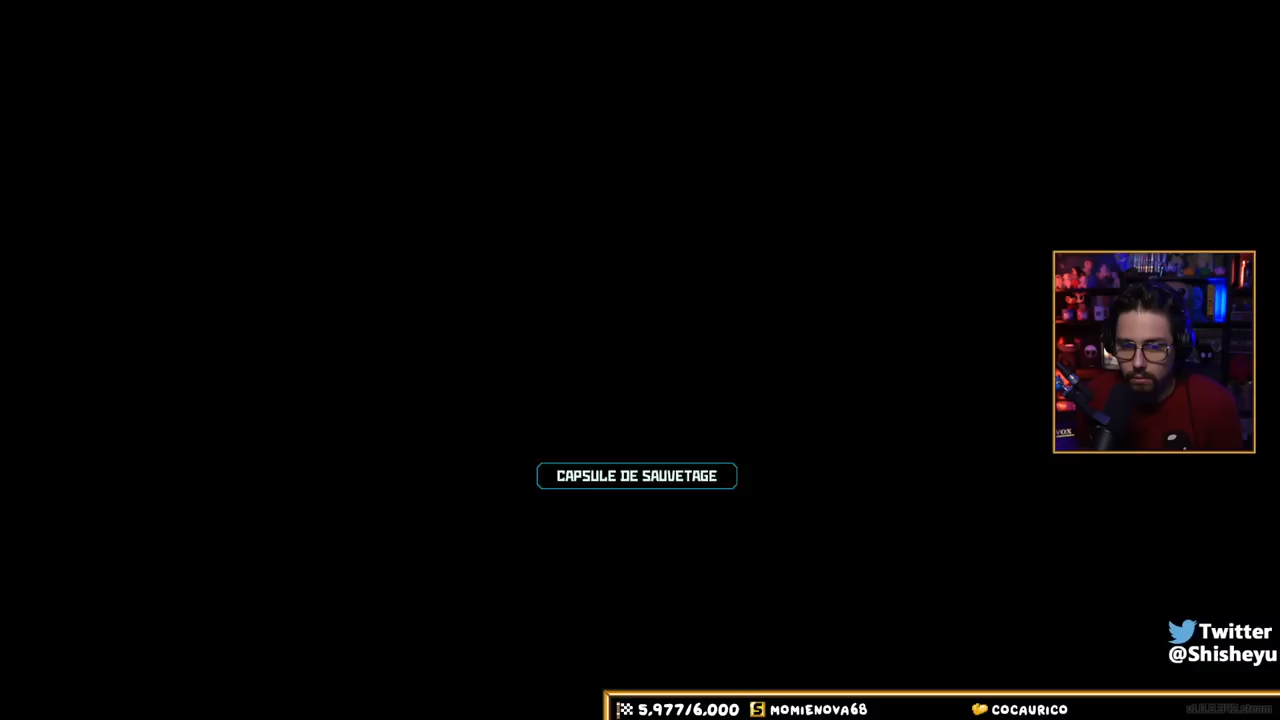 CAPSULE DE SAUVETAGE
Twitter
@Shisheyu
5,977/6,000 S MOMIENOVA68 COCAURICO